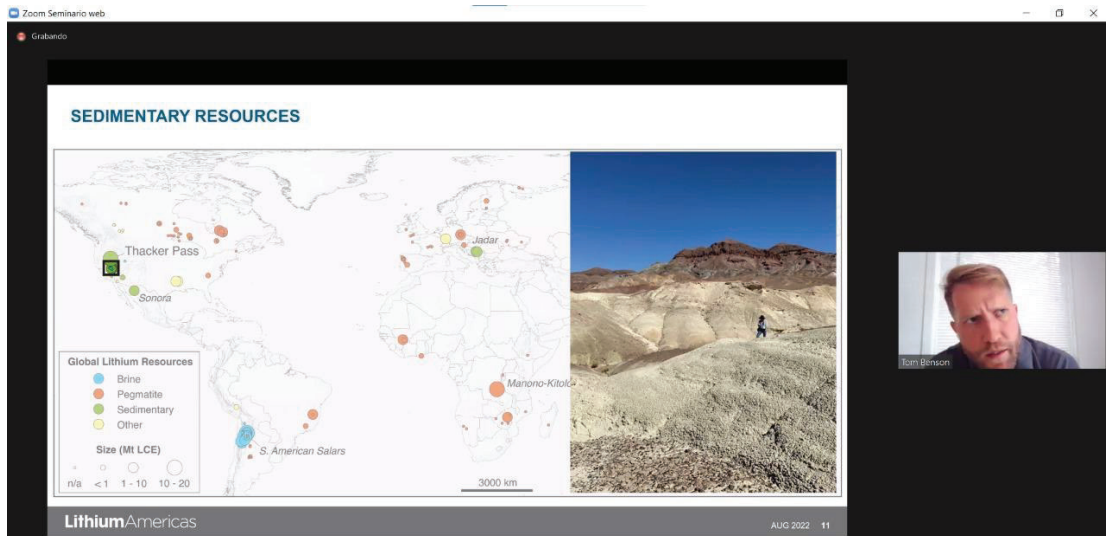 Zoom Seminario web
Grabando
SEDIMENTARY RESOURCES
Thacker Pass
Jadar
Sonora
Manono-Kitolo
S. American Salars
Global Lithium Resources
Brine
Pegmatite
Sedimentary
Other
Size (Mt LCE)
n/a < 1 1 - 10 10 - 20
3000 km
Tom Benson
LithiumAmericas
AUG 2022 11